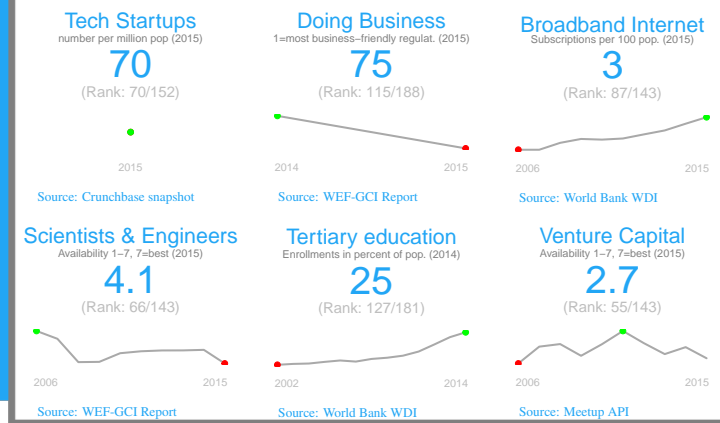 Tech Startups
number per million pop (2015)
70
(Rank: 70/152)
2015
Source: Crunchbase snapshot
Doing Business
1=most business−friendly regulat. (2015)
75
(Rank: 115/188)
2014 2015
Source: WEF-GCI Report
Broadband Internet
Subscriptions per 100 pop. (2015)
3
(Rank: 87/143)
2006 2015
Source: World Bank WDI
Scientists & Engineers
Availability 1−7, 7=best (2015)
4.1
(Rank: 66/143)
2006 2015
Source: WEF-GCI Report
Tertiary education
Enrollments in percent of pop. (2014)
25
(Rank: 127/181)
2002 2014
Source: World Bank WDI
Venture Capital
Availability 1−7, 7=best (2015)
2.7
(Rank: 55/143)
2006 2015
Source: Meetup API